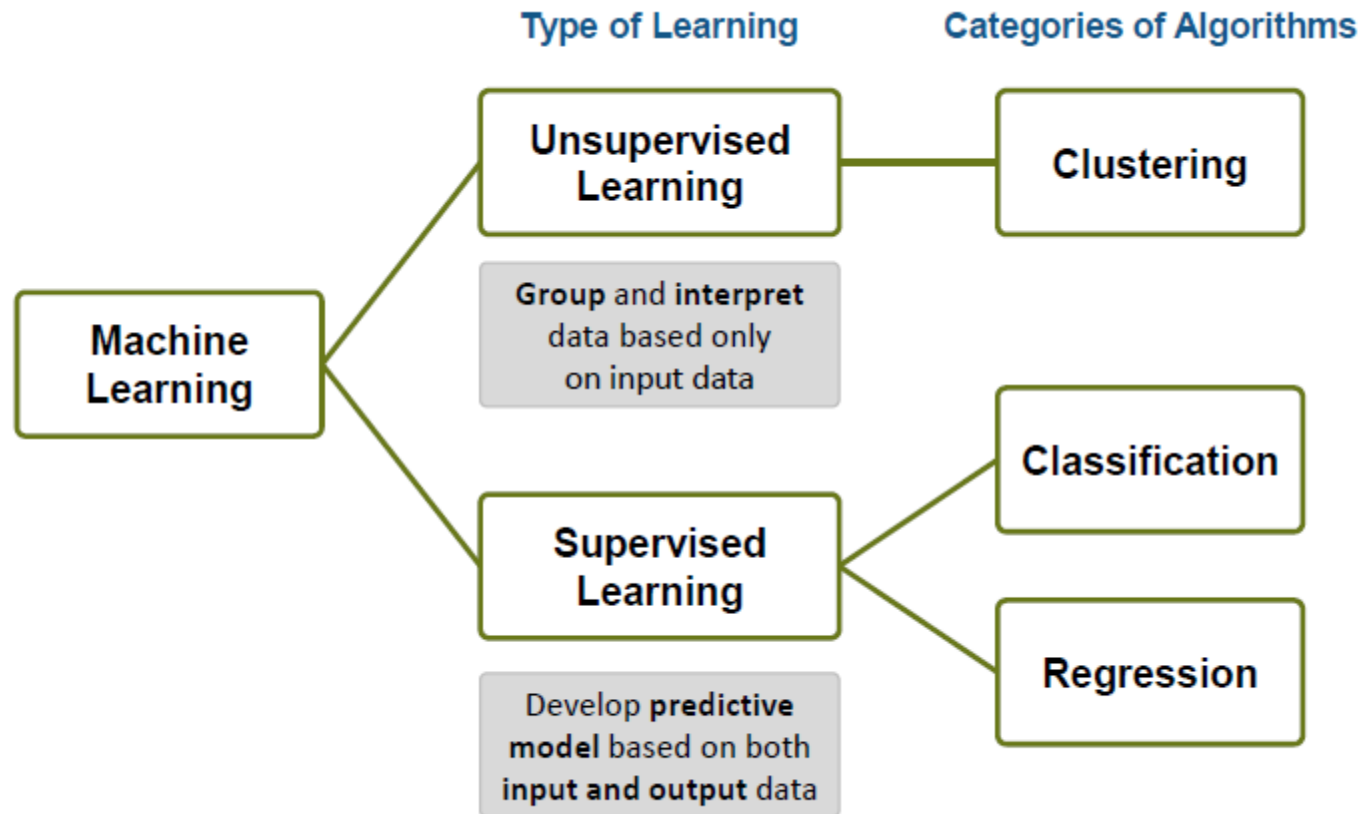 Type of Learning
Categories of Algorithms
Unsupervised
Learning
Clustering
Group and interpret
data based only
on input data
Machine
Learning
Classification
Supervised
Learning
Regression
Develop predictive
model based on both
input and output data